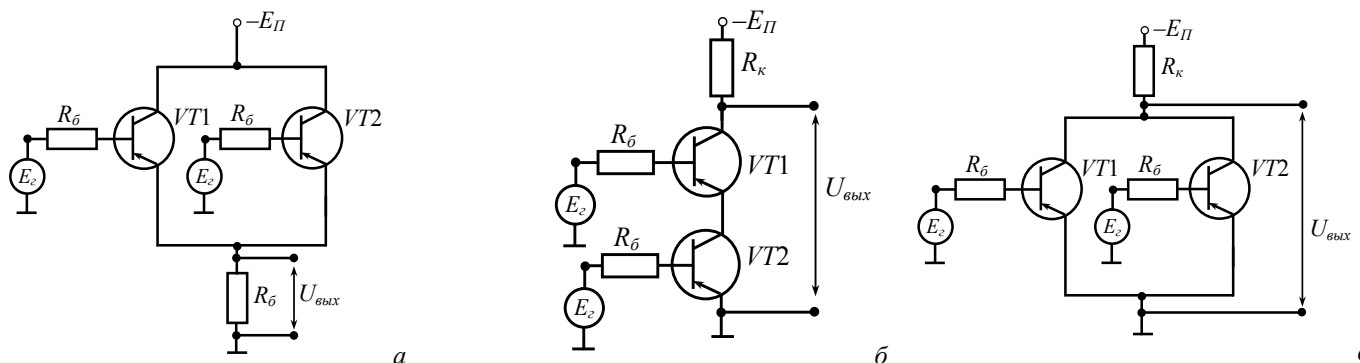 –E_П
R_б
VT1
R_б
VT2
E_г
E_г
R_б
U_вых
а
–E_П
R_к
R_б
VT1
E_г
U_вых
R_б
VT2
E_г
б
–E_П
R_к
R_б
VT1
R_б
VT2
E_г
E_г
U_вых